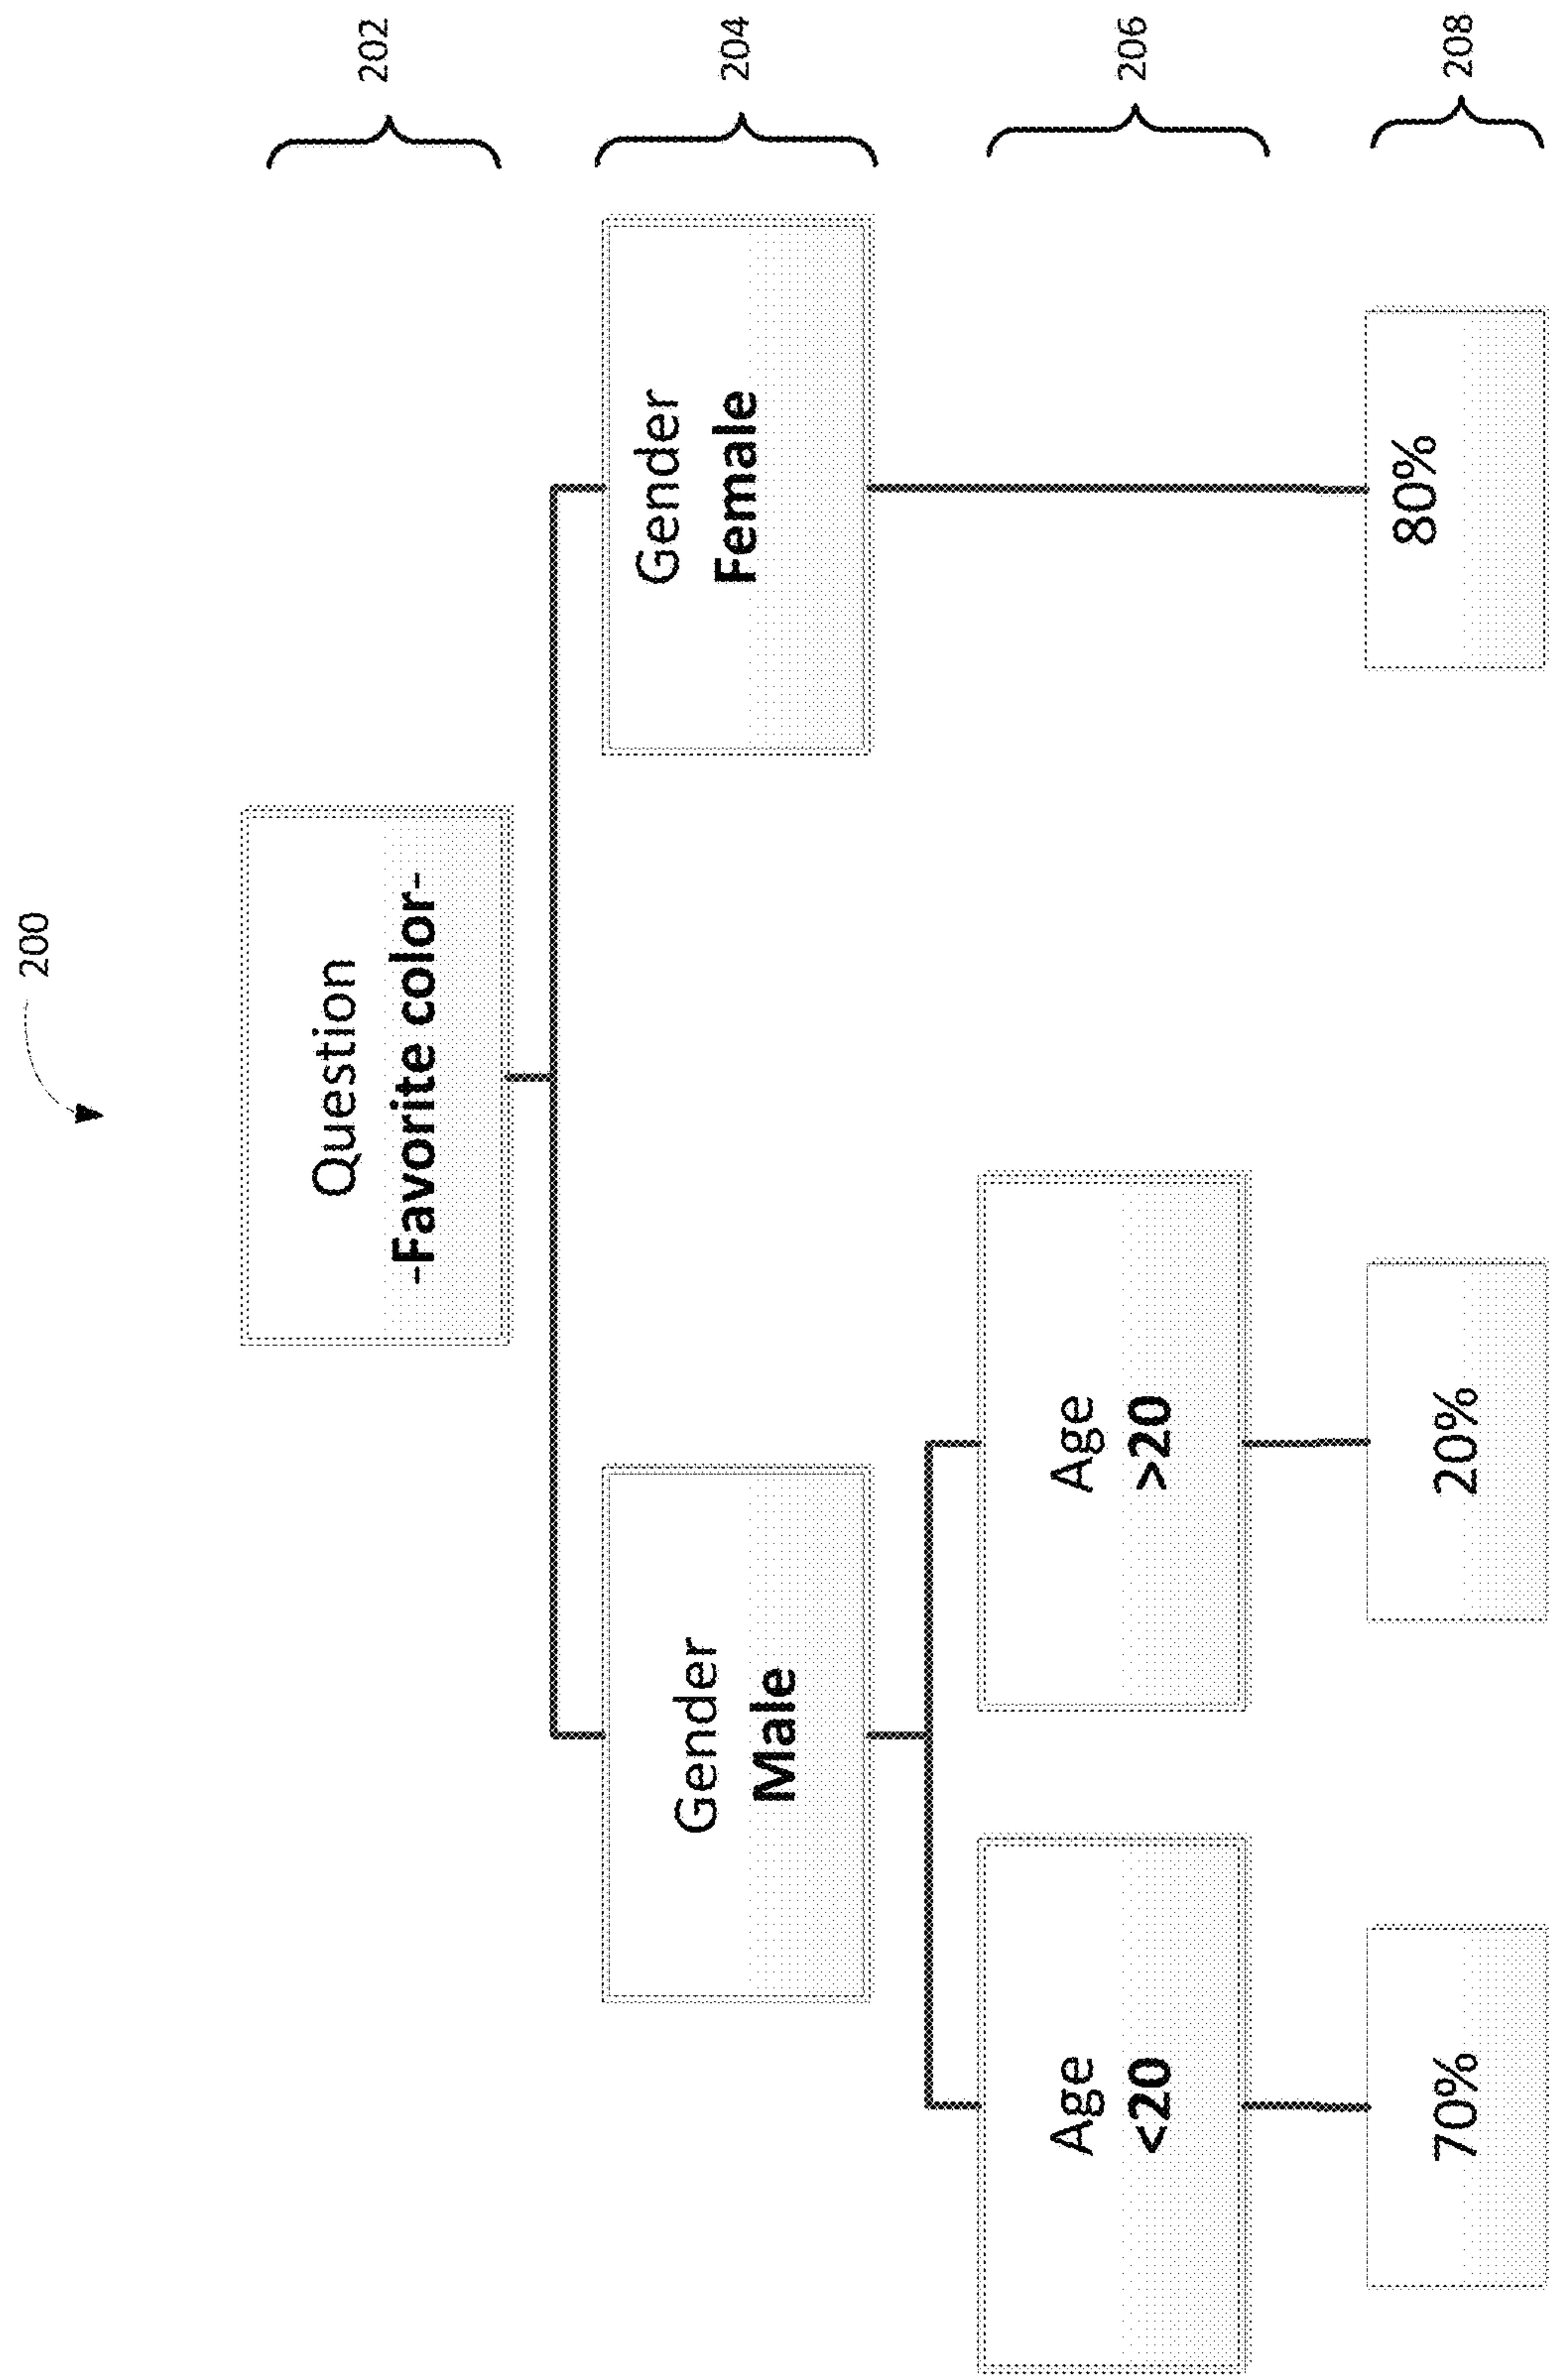 200
Question
-Favorite color-
202
Gender
Male
Gender
Female
204
Age
<20
Age
>20
206
70%
20%
80%
208